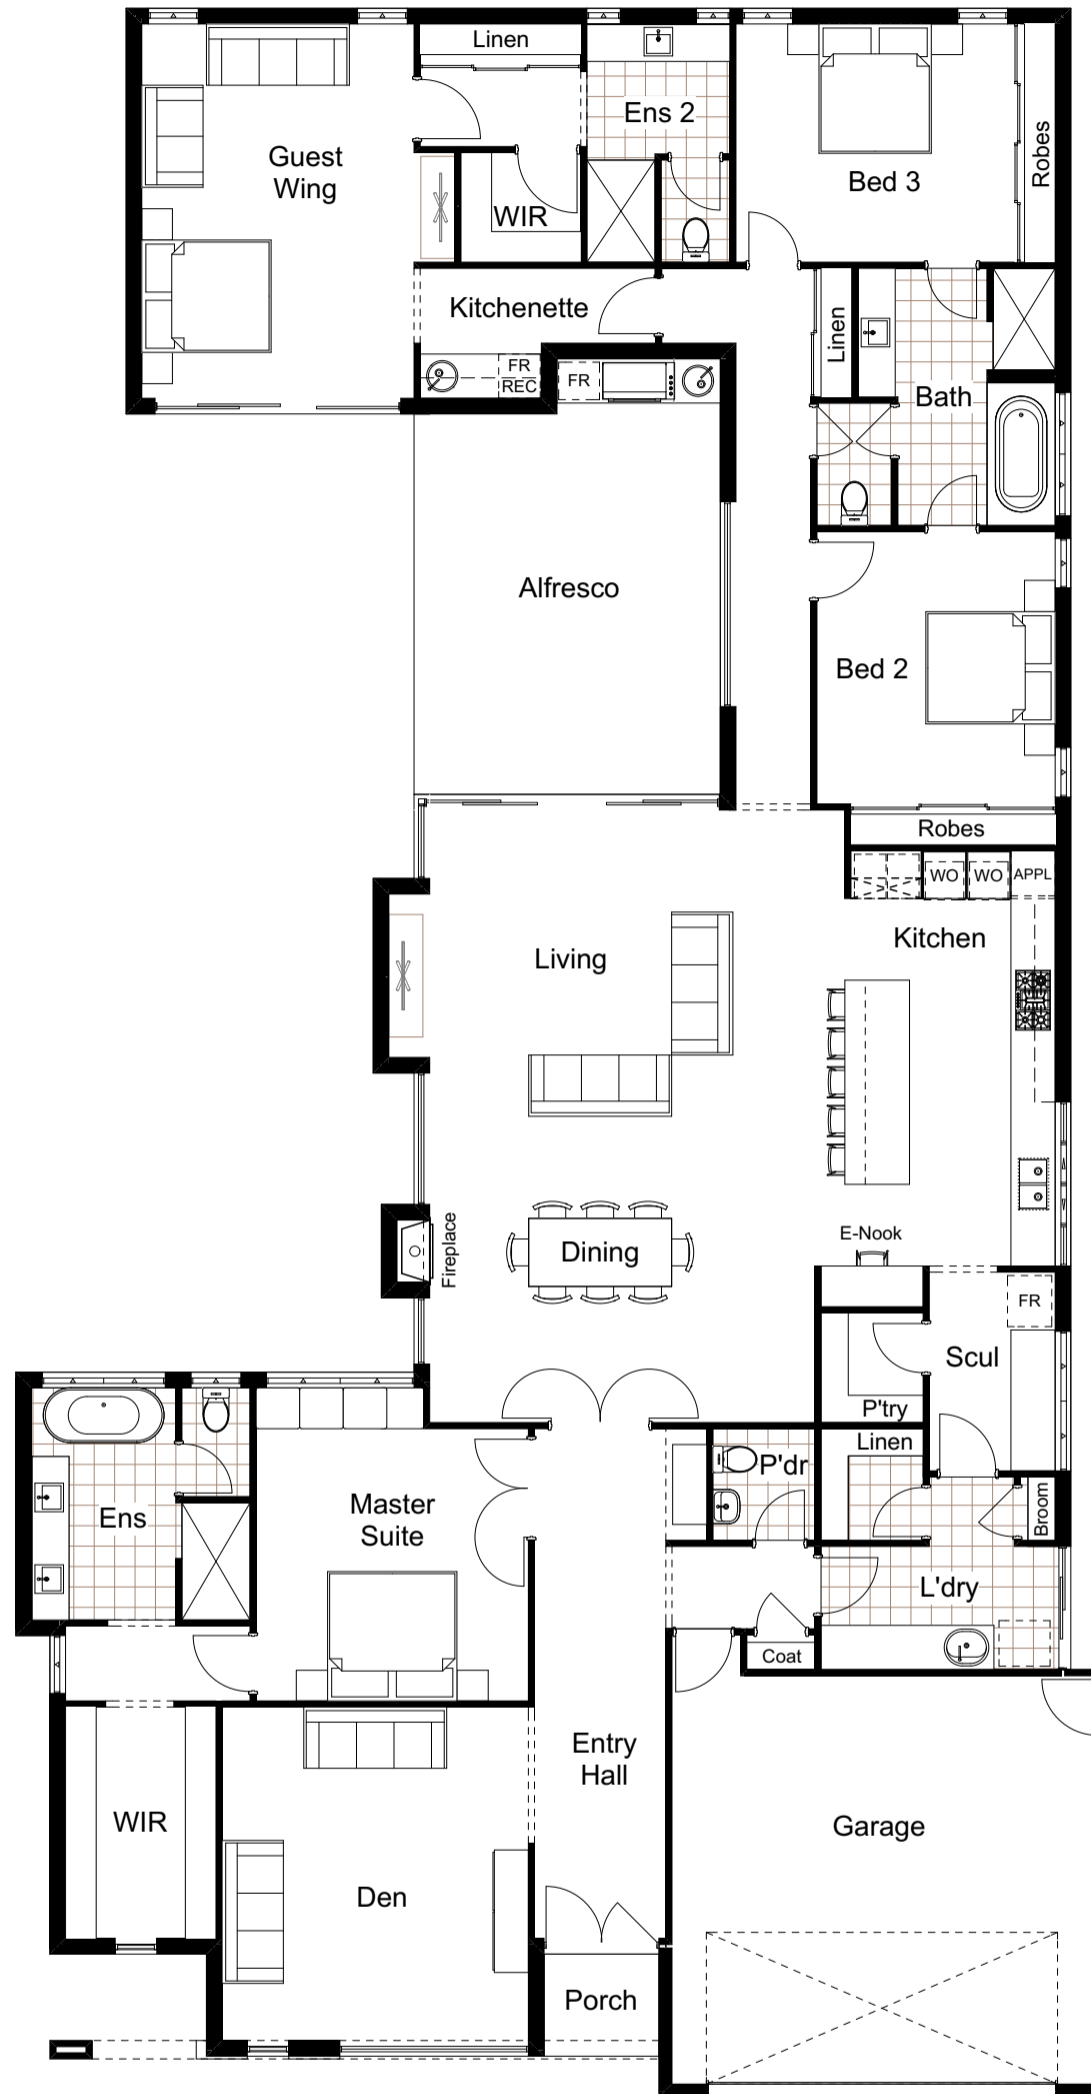 Linen
Ens 2
Guest
Wing
Bed 3
Robes
WIR
Kitchenette
Linen
FR
REC
FR
Bath
Alfresco
Bed 2
Robes
WO
WO
APPL
Kitchen
Living
E-Nook
Fireplace
Dining
FR
Scul
P'try
Linen
P'dr
Broom
Master
Suite
Ens
L'dry
Coat
Entry
Hall
WIR
Garage
Den
Porch